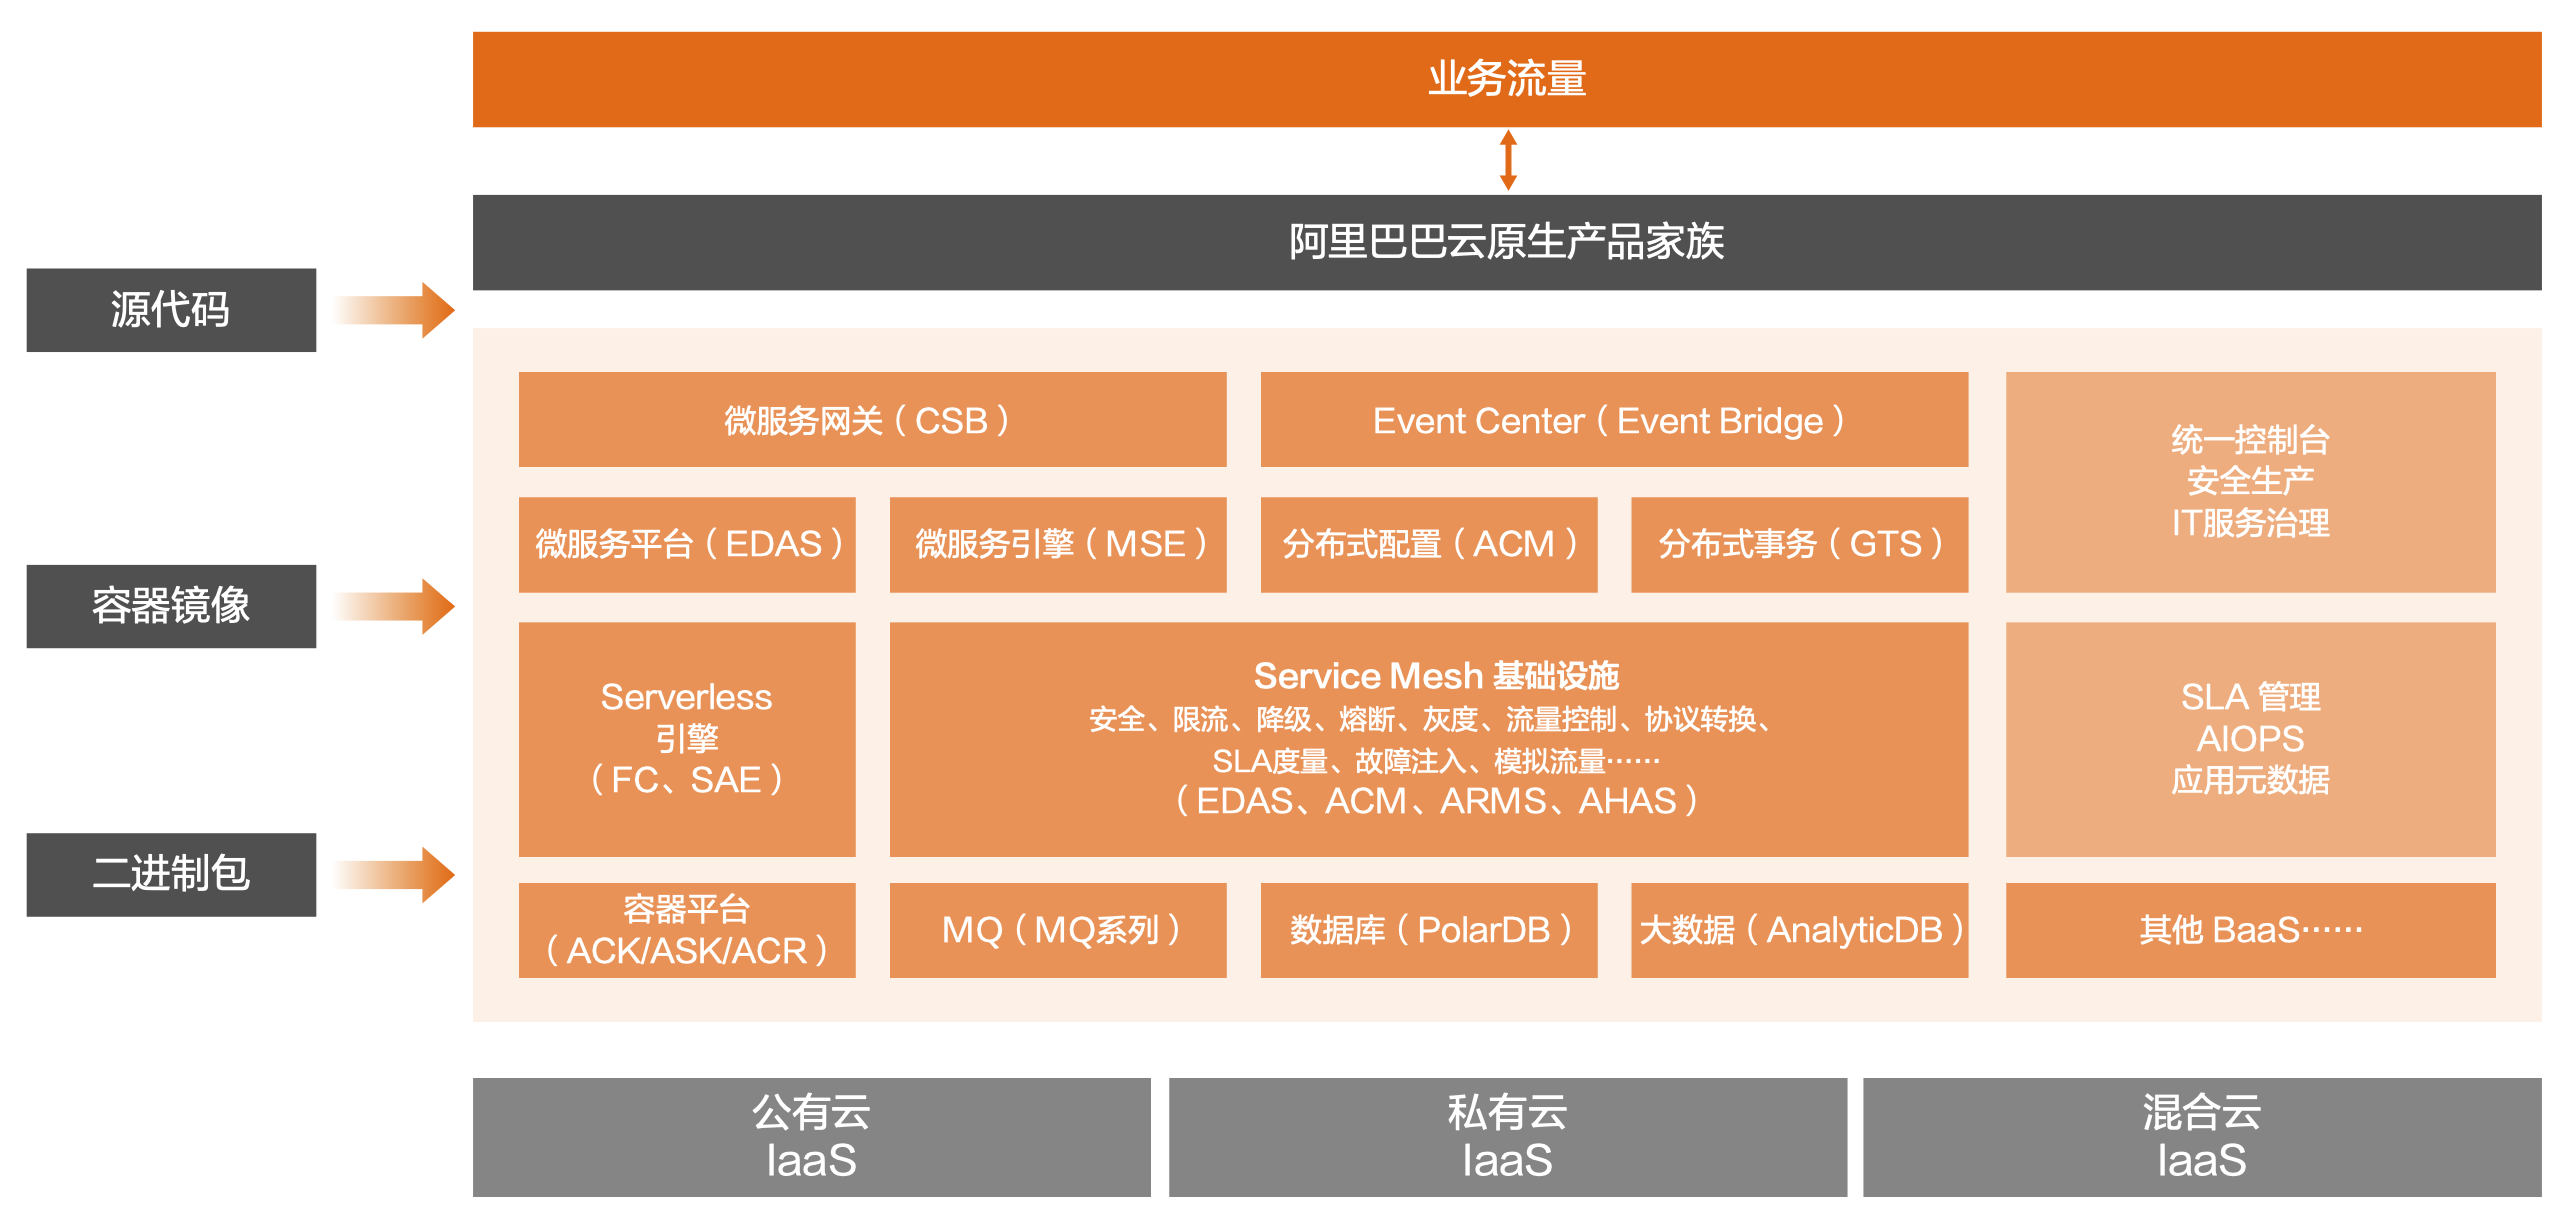 业务流量
阿里巴巴云原生产品家族
源代码
容器镜像
二进制包
微服务网关（CSB）
Event Center（Event Bridge）
统一控制台
安全生产
IT服务治理
微服务平台（EDAS）
微服务引擎（MSE）
分布式配置（ACM）
分布式事务（GTS）
Serverless
引擎
（FC、SAE）
Service Mesh 基础设施
安全、限流、降级、熔断、灰度、流量控制、协议转换、
SLA度量、故障注入、模拟流量……
（EDAS、ACM、ARMS、AHAS）
SLA 管理
AIOPS
应用元数据
容器平台
（ACK/ASK/ACR）
MQ（MQ系列）
数据库（PolarDB）
大数据（AnalyticDB）
其他 BaaS……
公有云
IaaS
私有云
IaaS
混合云
IaaS